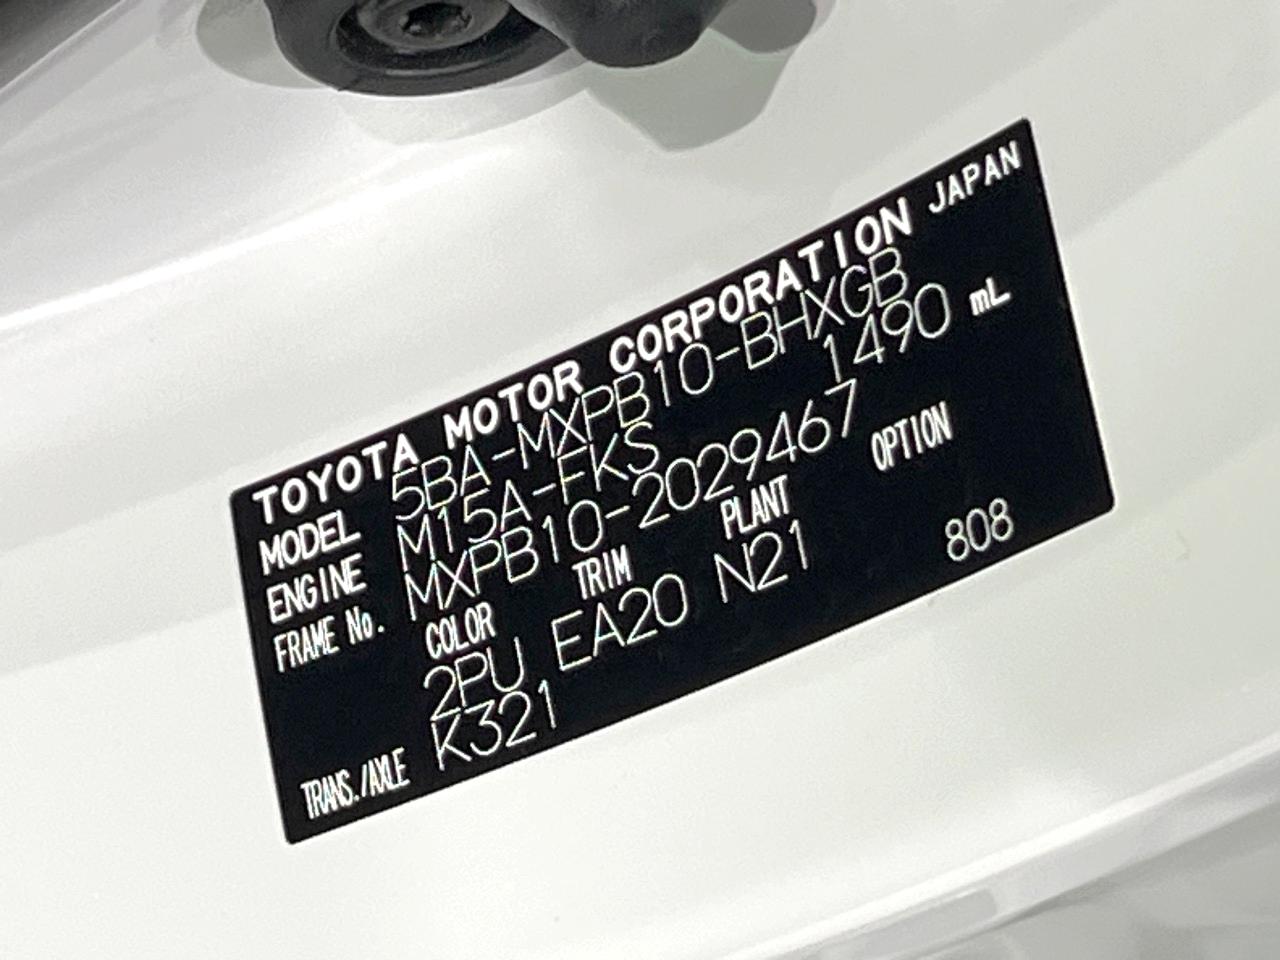 TOYOTA MOTOR CORPORATION JAPAN
MODEL 5BA-MXPB10-BHXGB
ENGINE M15A-FKS 1490 mL
FRAME No. MXPB10-2029467
COLOR TRIM PLANT OPTION
2PU EA20 N21 808
TRANS./AXLE K321